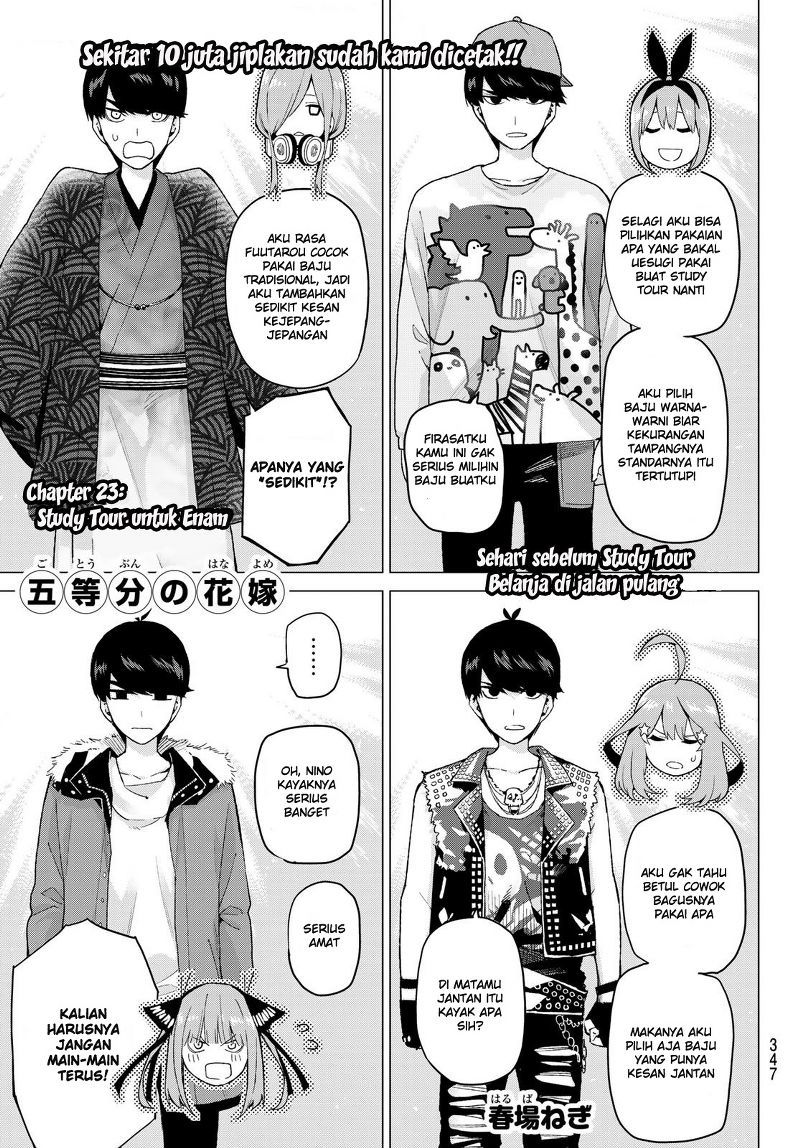 Sekitar 10 juta jiplakan sudah kami dicetak!!
SELAGI AKU BISA
PILIHKAN PAKAIAN
APA YANG BAKAL
UESUGI PAKAI
BUAT STUDY
TOUR NANTI
AKU PILIH
BAJU WARNA-
WARNI BIAR
KEKURANGAN
TAMPANGNYA
STANDARNYA ITU
TERTUTUPI
FIRASATKU
KAMU INI GAK
SERIUS MILIHIN
BAJU BUATKU
Sehari sebelum Study Tour
Belanja di jalan pulang
AKU RASA
FUUTAROU COCOK
PAKAI BAJU
TRADISIONAL, JADI
AKU TAMBAHKAN
SEDIKIT KESAN
KEJEPANG-
JEPANGAN
APANYA YANG
"SEDIKIT"!?
Chapter 23:
Study Tour untuk Enam
ご とう ぶん はな よめ
五等分の花嫁
AKU GAK TAHU
BETUL COWOK
BAGUSNYA
PAKAI APA
MAKANYA AKU
PILIH AJA BAJU
YANG PUNYA
KESAN JANTAN
DI MATAMU
JANTAN ITU
KAYAK APA
SIH?
はる ば
春場ねぎ
......
OH, NINO
KAYAKNYA
SERIUS
BANGET
SERIUS
AMAT
KALIAN
HARUSNYA
JANGAN
MAIN-MAIN
TERUS!
347